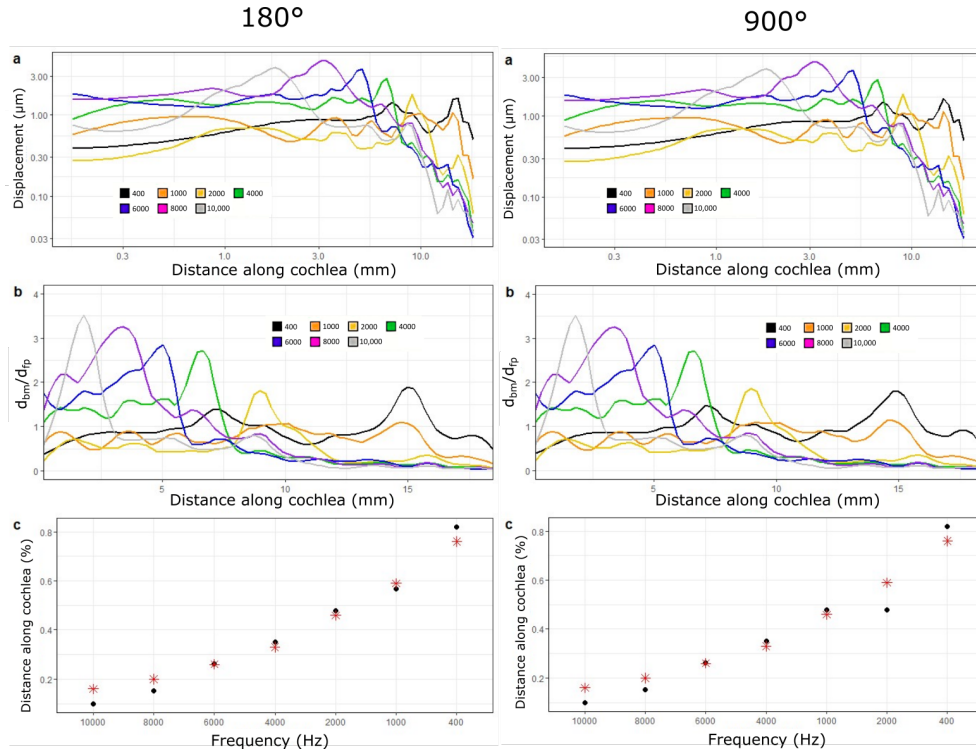 180°
900°
a
Displacement (µm)
3.00
1.00
0.30
0.10
0.03
400 1000 2000 4000
6000 8000 10,000
0.3 1.0 3.0 10.0
Distance along cochlea (mm)
a
Displacement (µm)
3.00
1.00
0.30
0.10
0.03
400 1000 2000 4000
6000 8000 10,000
0.3 1.0 3.0 10.0
Distance along cochlea (mm)
b
dbm/dfp
4
3
2
1
0
400 1000 2000 4000
6000 8000 10,000
5 10 15
Distance along cochlea (mm)
b
dbm/dfp
4
3
2
1
0
400 1000 2000 4000
6000 8000 10,000
5 10 15
Distance along cochlea (mm)
c
Distance along cochlea (%)
0.8
0.6
0.4
0.2
10000 8000 6000 4000 2000 1000 400
Frequency (Hz)
c
Distance along cochlea (%)
0.8
0.6
0.4
0.2
10000 8000 6000 4000 1000 2000 400
Frequency (Hz)